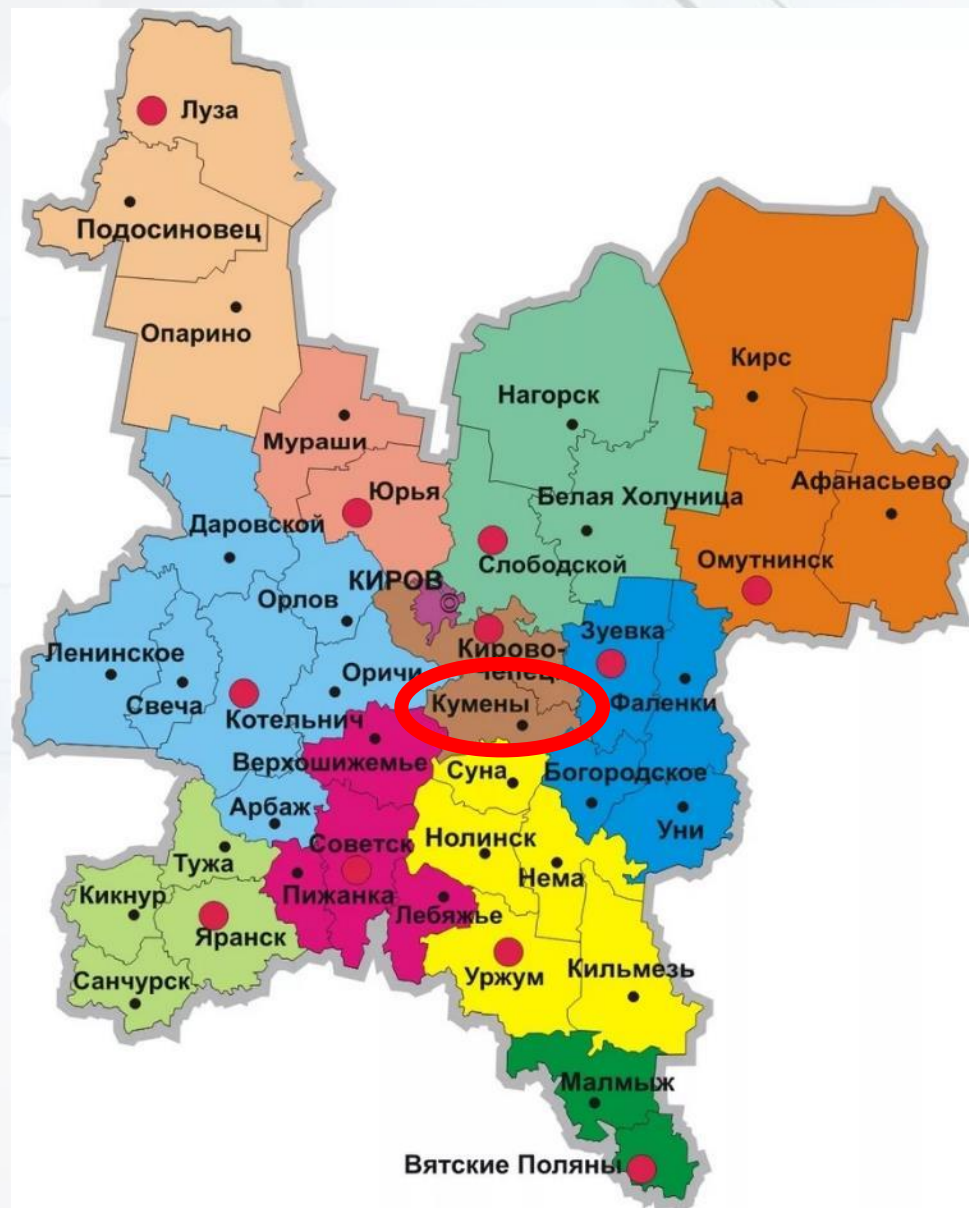 Луза
Подосиновец
Опарино
Кирс
Нагорск
Мураши
Афанасьево
Юрья
Белая Холуница
Даровской
Омутнинск
Слободской
КИРОВ
Орлов
Зуевка
Кирово-
Чепец
Ленинское
Оричи
Свеча
Кумены
Фаленки
Котельнич
Верхошижемье
Суна
Богородское
Арбаж
Уни
Нолинск
Советск
Тужа
Нема
Пижанка
Кикнур
Лебяжье
Яранск
Уржум
Кильмезь
Санчурск
Малмыж
Вятские Поляны